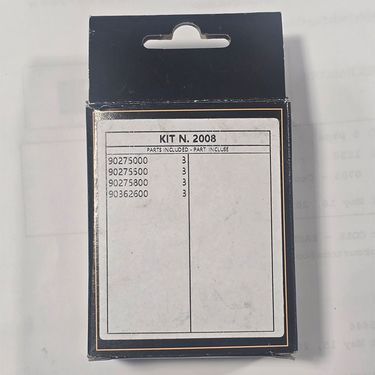 KIT N. 2008
PARTS INCLUDED - PARTI INCLUSE
90275000 3
90275500 3
90275800 3
90362600 3